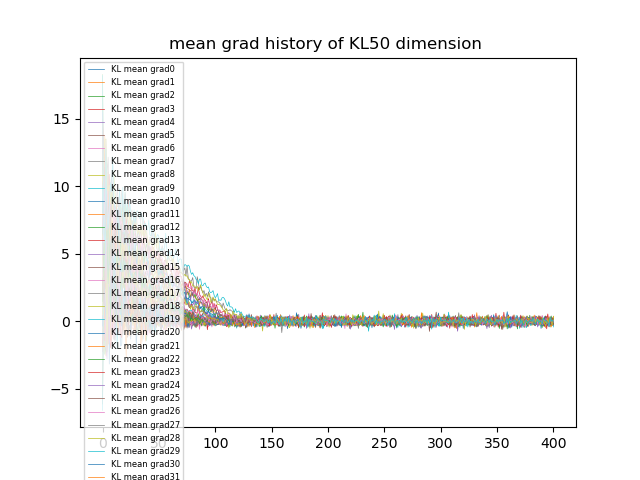 mean grad history of KL50 dimension
15
10
5
0
−5
0
50
100
150
200
250
300
350
400
KL mean grad0
KL mean grad1
KL mean grad2
KL mean grad3
KL mean grad4
KL mean grad5
KL mean grad6
KL mean grad7
KL mean grad8
KL mean grad9
KL mean grad10
KL mean grad11
KL mean grad12
KL mean grad13
KL mean grad14
KL mean grad15
KL mean grad16
KL mean grad17
KL mean grad18
KL mean grad19
KL mean grad20
KL mean grad21
KL mean grad22
KL mean grad23
KL mean grad24
KL mean grad25
KL mean grad26
KL mean grad27
KL mean grad28
KL mean grad29
KL mean grad30
KL mean grad31